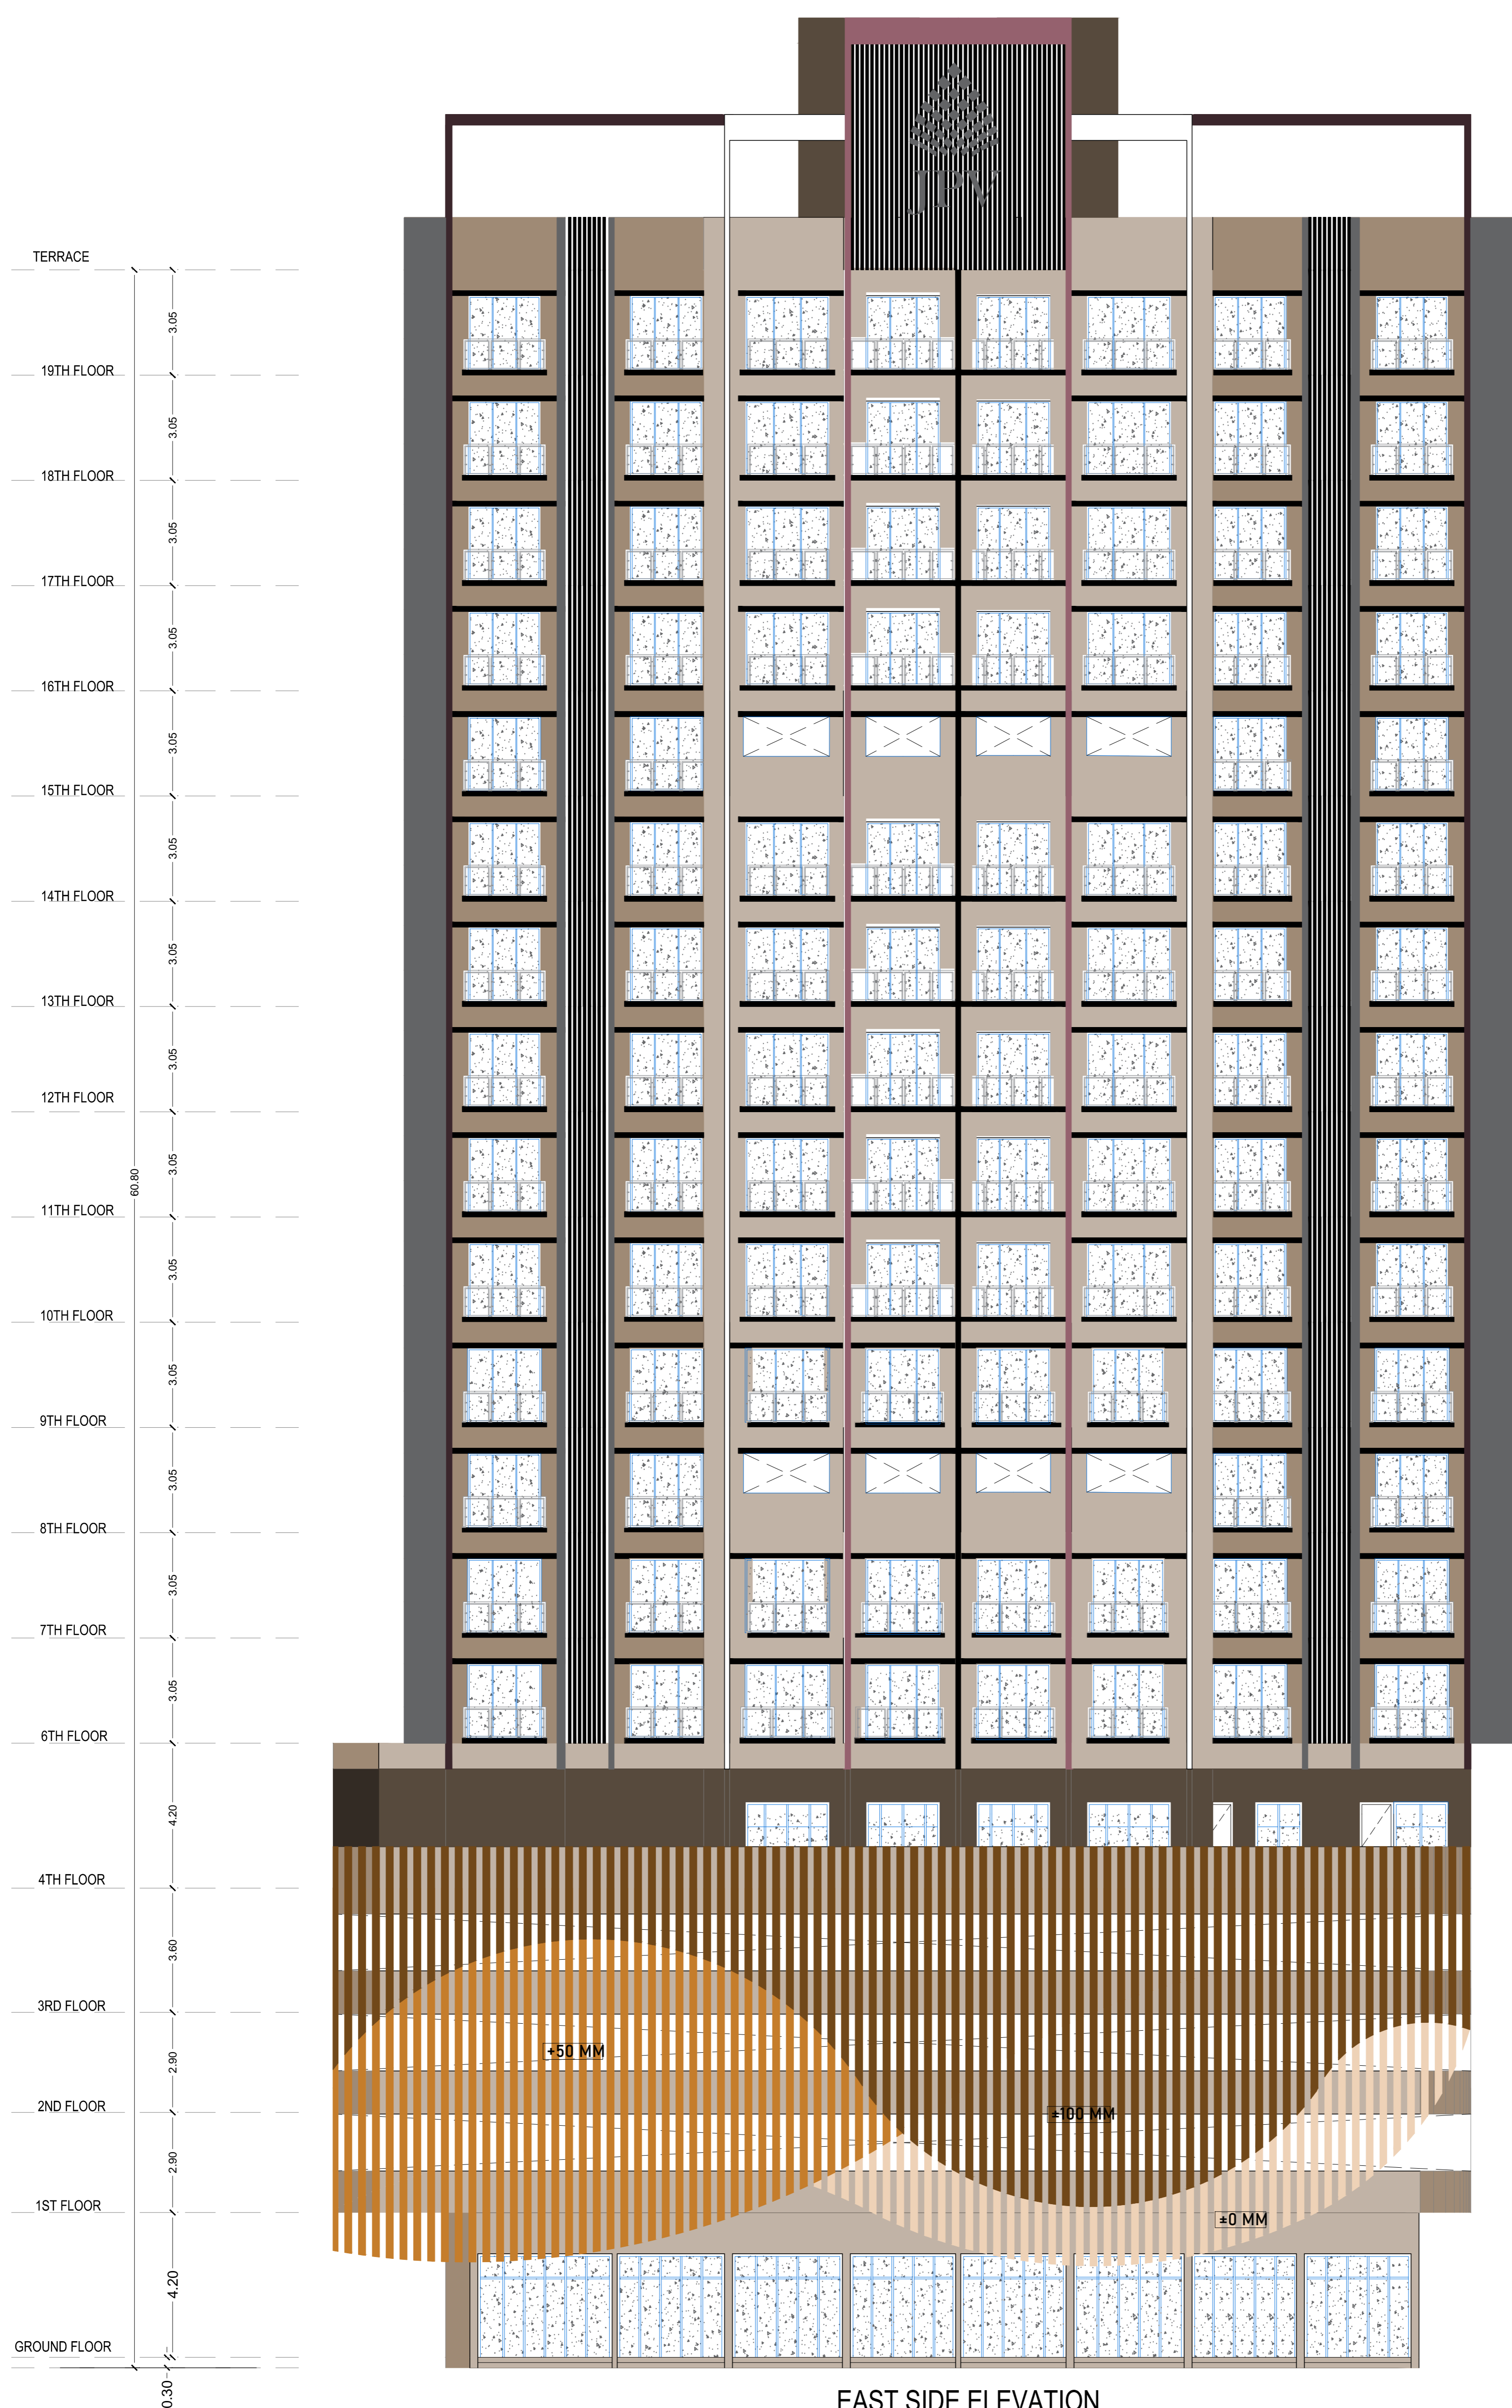 JPV
TERRACE
3.05
19TH FLOOR
3.05
18TH FLOOR
3.05
17TH FLOOR
3.05
16TH FLOOR
3.05
15TH FLOOR
3.05
14TH FLOOR
3.05
13TH FLOOR
3.05
12TH FLOOR
3.05
60.80
11TH FLOOR
3.05
10TH FLOOR
3.05
9TH FLOOR
3.05
8TH FLOOR
3.05
7TH FLOOR
3.05
6TH FLOOR
4.20
4TH FLOOR
3.60
3RD FLOOR
+50 MM
2.90
2ND FLOOR
±100 MM
2.90
1ST FLOOR
±0 MM
4.20
GROUND FLOOR
0.30
EAST SIDE ELEVATION